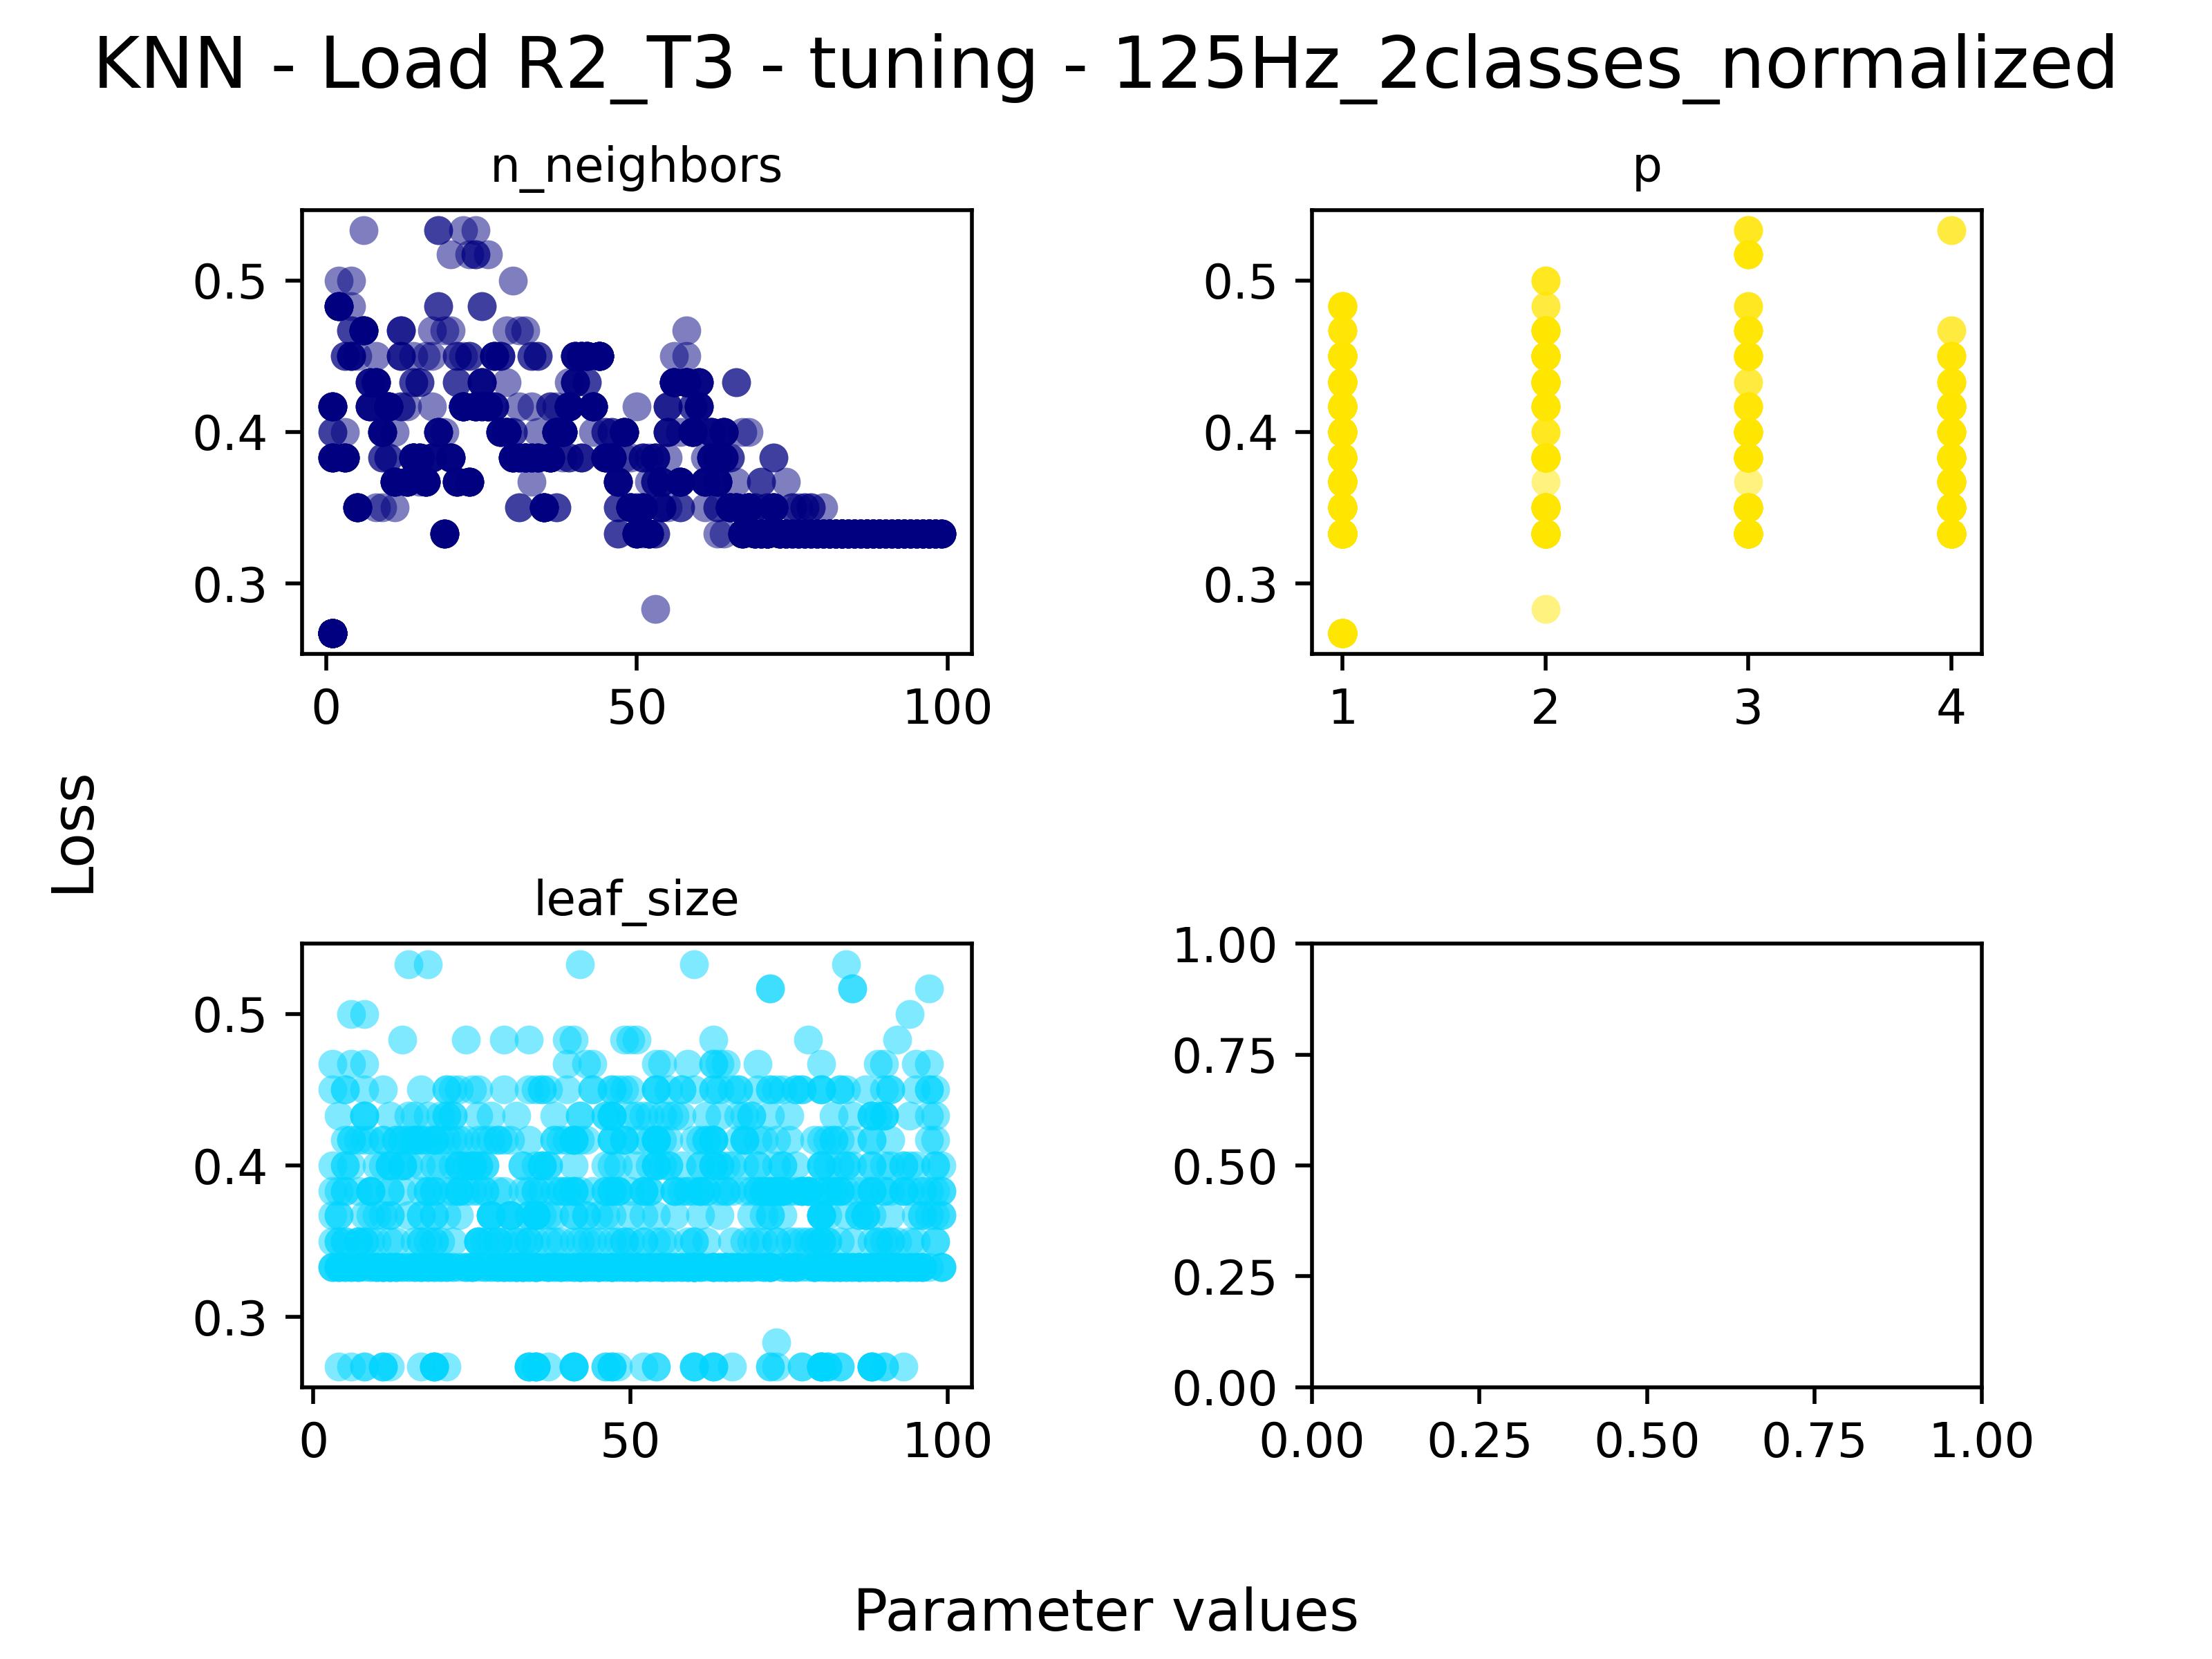 KNN - Load R2_T3 - tuning - 125Hz_2classes_normalized
n_neighbors
0.5
0.4
0.3
0 50 100
p
0.5
0.4
0.3
1 2 3 4
Loss
leaf_size
0.5
0.4
0.3
0 50 100
1.00
0.75
0.50
0.25
0.00
0.00 0.25 0.50 0.75 1.00
Parameter values